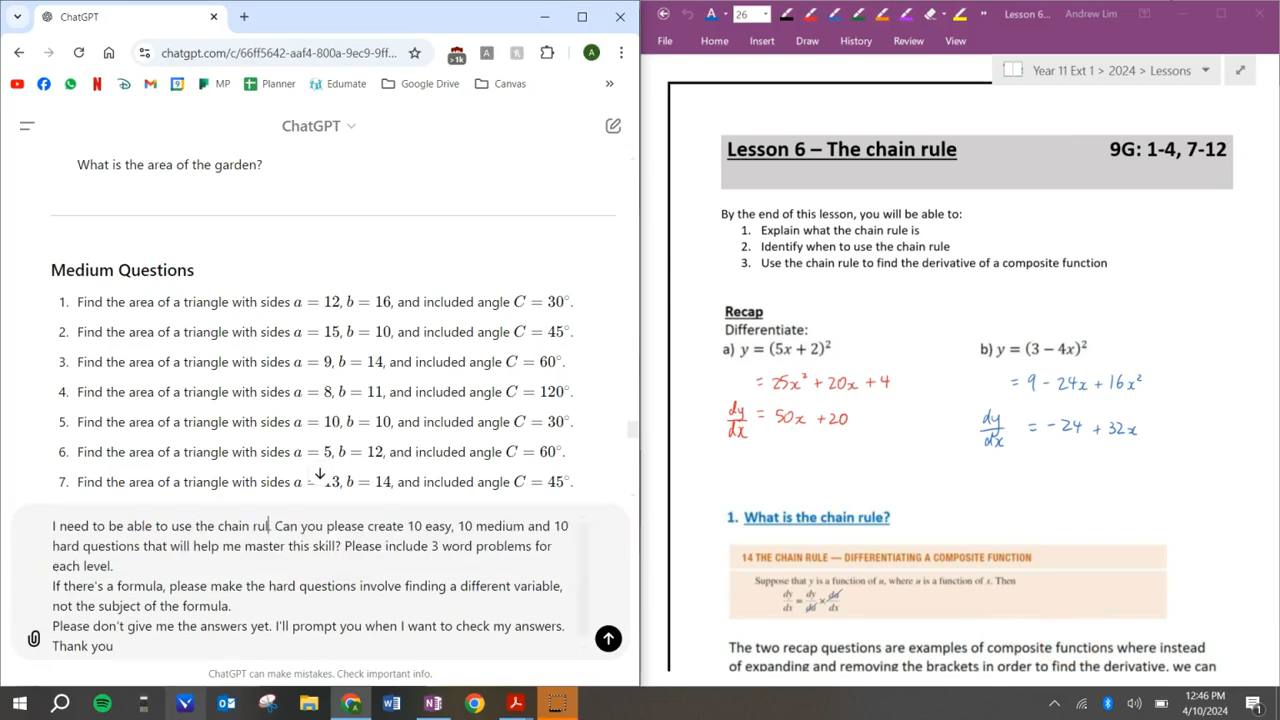 ChatGPT
chatgpt.com/c/66ff5642-aaf4-800a-9ec9-9ff...
>1k
A
MP
Planner
Edumate
Google Drive
Canvas
»
ChatGPT
What is the area of the garden?
Medium Questions
1. Find the area of a triangle with sides a = 12, b = 16, and included angle C = 30°.
2. Find the area of a triangle with sides a = 15, b = 10, and included angle C = 45°.
3. Find the area of a triangle with sides a = 9, b = 14, and included angle C = 60°.
4. Find the area of a triangle with sides a = 8, b = 11, and included angle C = 120°.
5. Find the area of a triangle with sides a = 10, b = 10, and included angle C = 30°.
6. Find the area of a triangle with sides a = 5, b = 12, and included angle C = 60°.
7. Find the area of a triangle with sides a = 13, b = 14, and included angle C = 45°.
I need to be able to use the chain rul. Can you please create 10 easy, 10 medium and 10
hard questions that will help me master this skill? Please include 3 word problems for
each level.
If there's a formula, please make the hard questions involve finding a different variable,
not the subject of the formula.
Please don't give me the answers yet. I'll prompt you when I want to check my answers.
Thank you
ChatGPT can make mistakes. Check important info.
26
Lesson 6...
Andrew Lim
File Home Insert Draw History Review View
Year 11 Ext 1 > 2024 > Lessons
Lesson 6 – The chain rule 9G: 1-4, 7-12
By the end of this lesson, you will be able to:
1. Explain what the chain rule is
2. Identify when to use the chain rule
3. Use the chain rule to find the derivative of a composite function
Recap
Differentiate:
a) y = (5x + 2)² b) y = (3 − 4x)²
= 25x² + 20x + 4 = 9 - 24x + 16x²
dy/dx = 50x + 20 dy/dx = -24 + 32x
1. What is the chain rule?
14 THE CHAIN RULE — DIFFERENTIATING A COMPOSITE FUNCTION
Suppose that y is a function of u, where u is a function of x. Then
dy/dx = dy/du × du/dx
The two recap questions are examples of composite functions where instead
of expanding and removing the brackets in order to find the derivative, we can
12:46 PM
4/10/2024